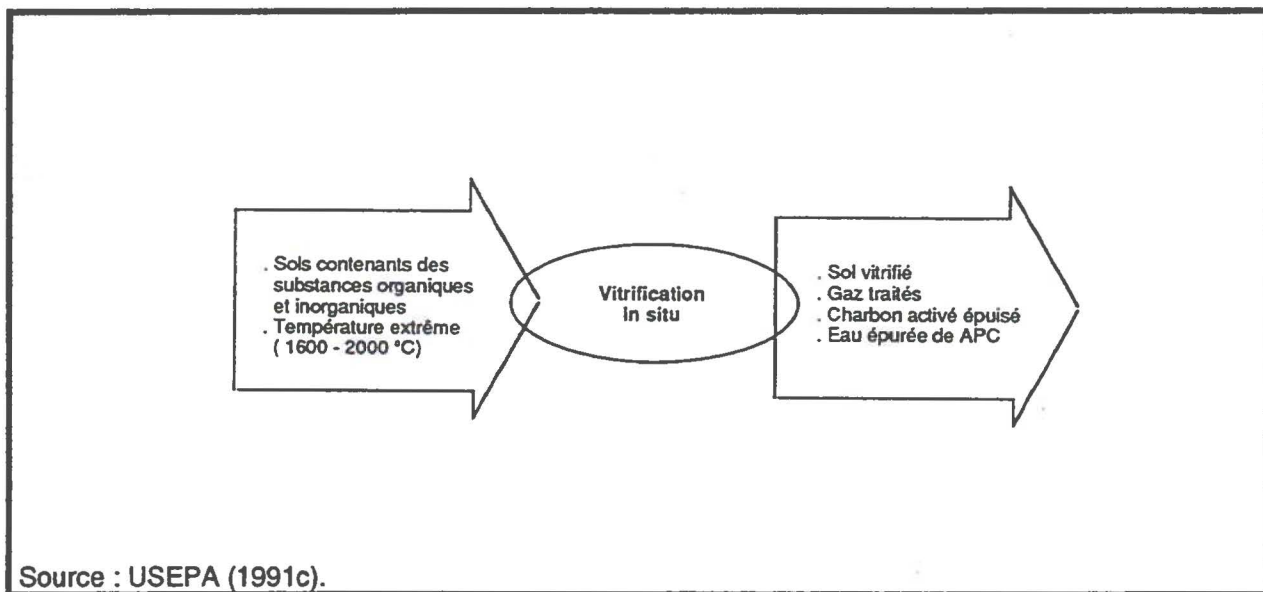 . Sols contenants des
substances organiques
et inorganiques
. Température extrême
( 1600 - 2000 °C)
Vitrification
in situ
. Sol vitrifié
. Gaz traités
. Charbon activé épuisé
. Eau épurée de APC
Source : USEPA (1991c).